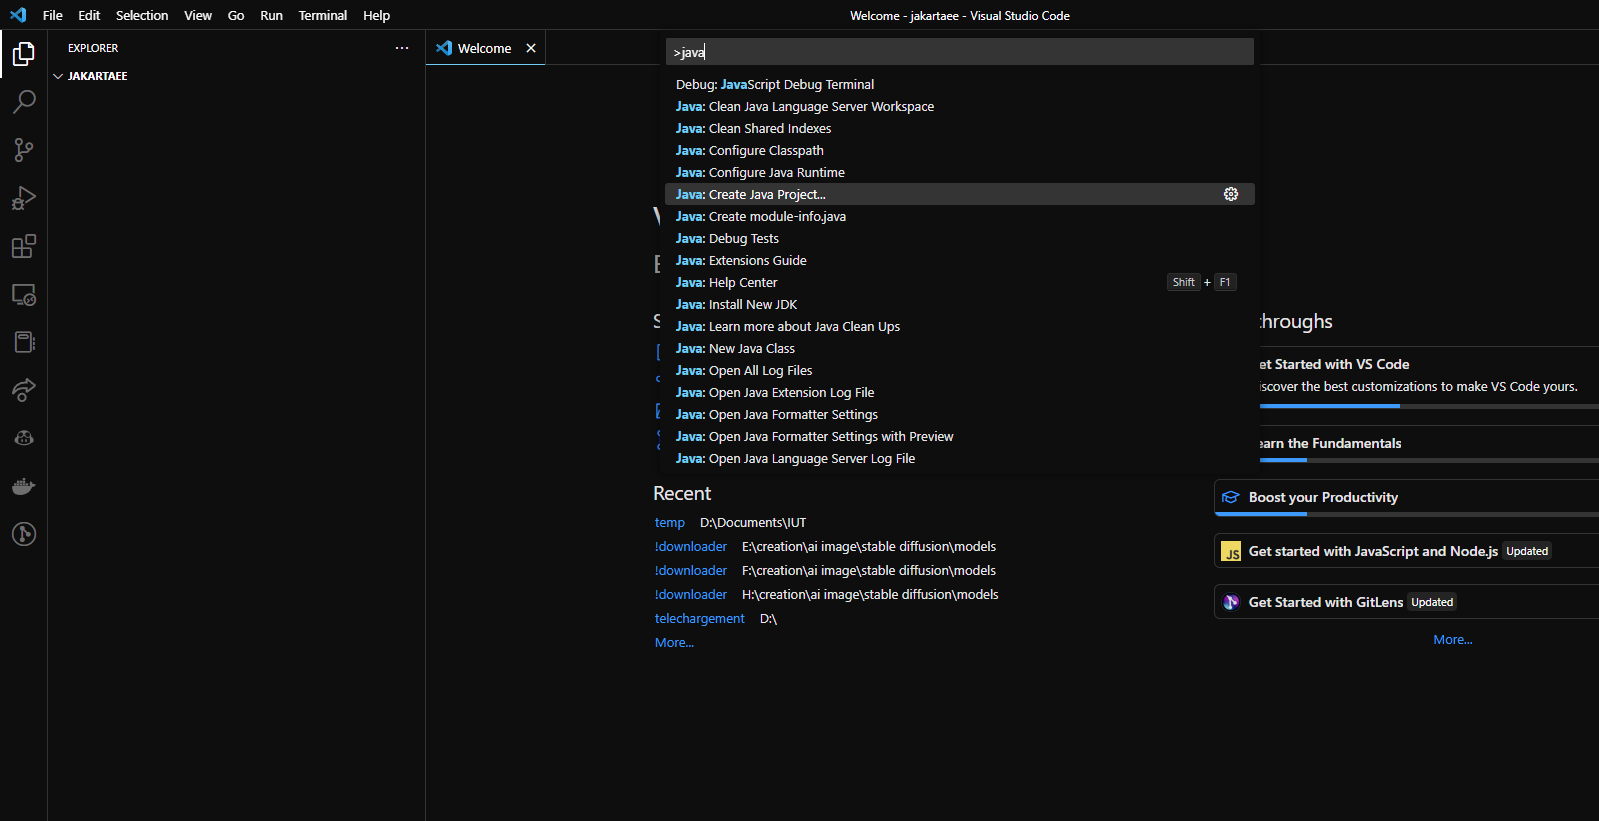 File Edit Selection View Go Run Terminal Help
Welcome - jakartaee - Visual Studio Code
EXPLORER
JAKARTAEE
Welcome
>java
Debug: JavaScript Debug Terminal
Java: Clean Java Language Server Workspace
Java: Clean Shared Indexes
Java: Configure Classpath
Java: Configure Java Runtime
Java: Create Java Project...
Java: Create module-info.java
Java: Debug Tests
Java: Extensions Guide
Java: Help Center Shift + F1
Java: Install New JDK
Java: Learn more about Java Clean Ups
Java: New Java Class
Java: Open All Log Files
Java: Open Java Extension Log File
Java: Open Java Formatter Settings
Java: Open Java Formatter Settings with Preview
Java: Open Java Language Server Log File
Recent
temp D:\Documents\IUT
!downloader E:\creation\ai image\stable diffusion\models
!downloader F:\creation\ai image\stable diffusion\models
!downloader H:\creation\ai image\stable diffusion\models
telechargement D:\
More...
throughs
et Started with VS Code
iscover the best customizations to make VS Code yours.
earn the Fundamentals
Boost your Productivity
JS Get started with JavaScript and Node.js Updated
Get Started with GitLens Updated
More...